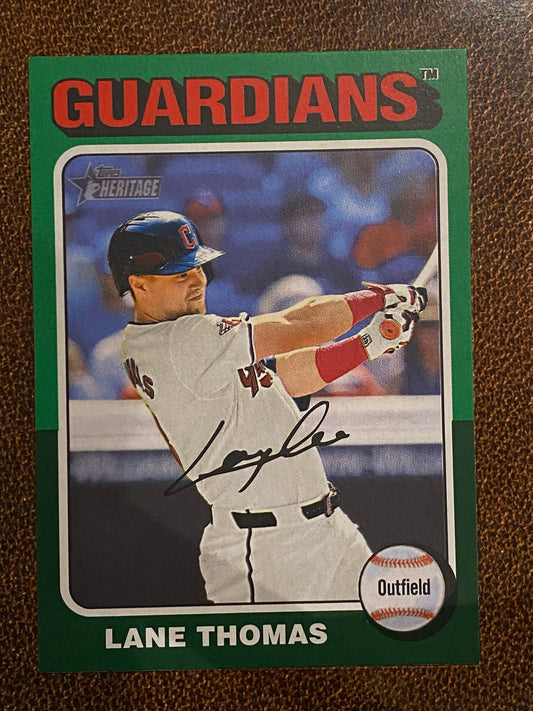 GUARDIANS™
Topps
HERITAGE
C
Outfield
LANE THOMAS